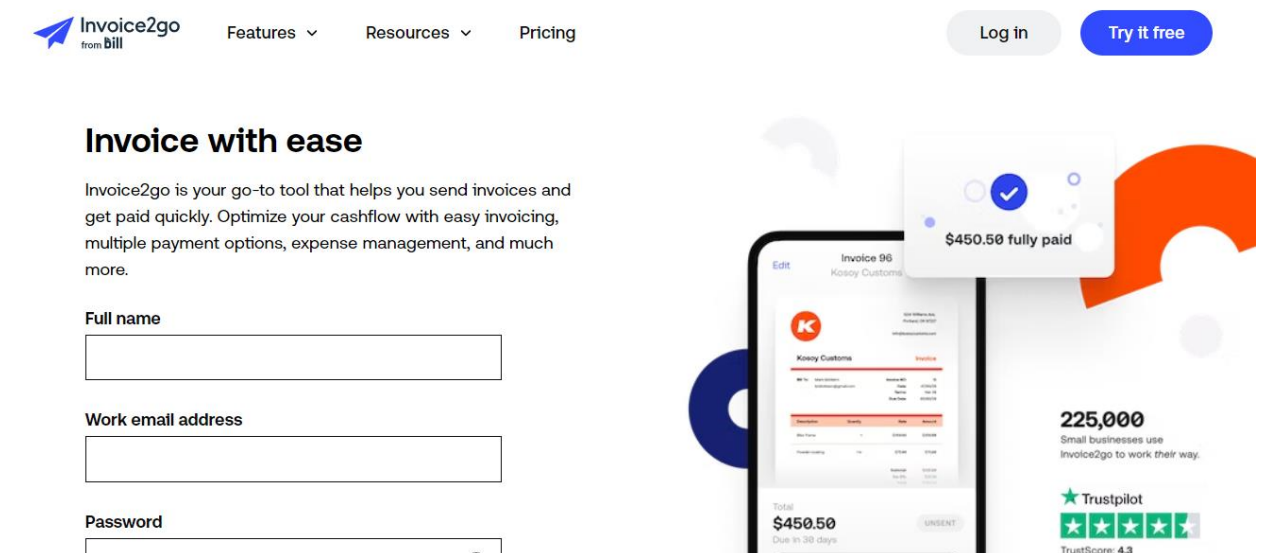 Invoice2go
from Bill
Features
Resources
Pricing
Log in
Try it free
Invoice with ease
Invoice2go is your go-to tool that helps you send invoices and
get paid quickly. Optimize your cashflow with easy invoicing,
multiple payment options, expense management, and much
more.
Full name
Work email address
Password
$450.50 fully paid
Edit
Invoice 96
Kosoy Customs
Kosoy Customs
Invoice
Description Quantity Rate Amount
Total
$450.50
UNSENT
Due in 30 days
225,000
Small businesses use
Invoice2go to work their way.
Trustpilot
TrustScore: 4.3